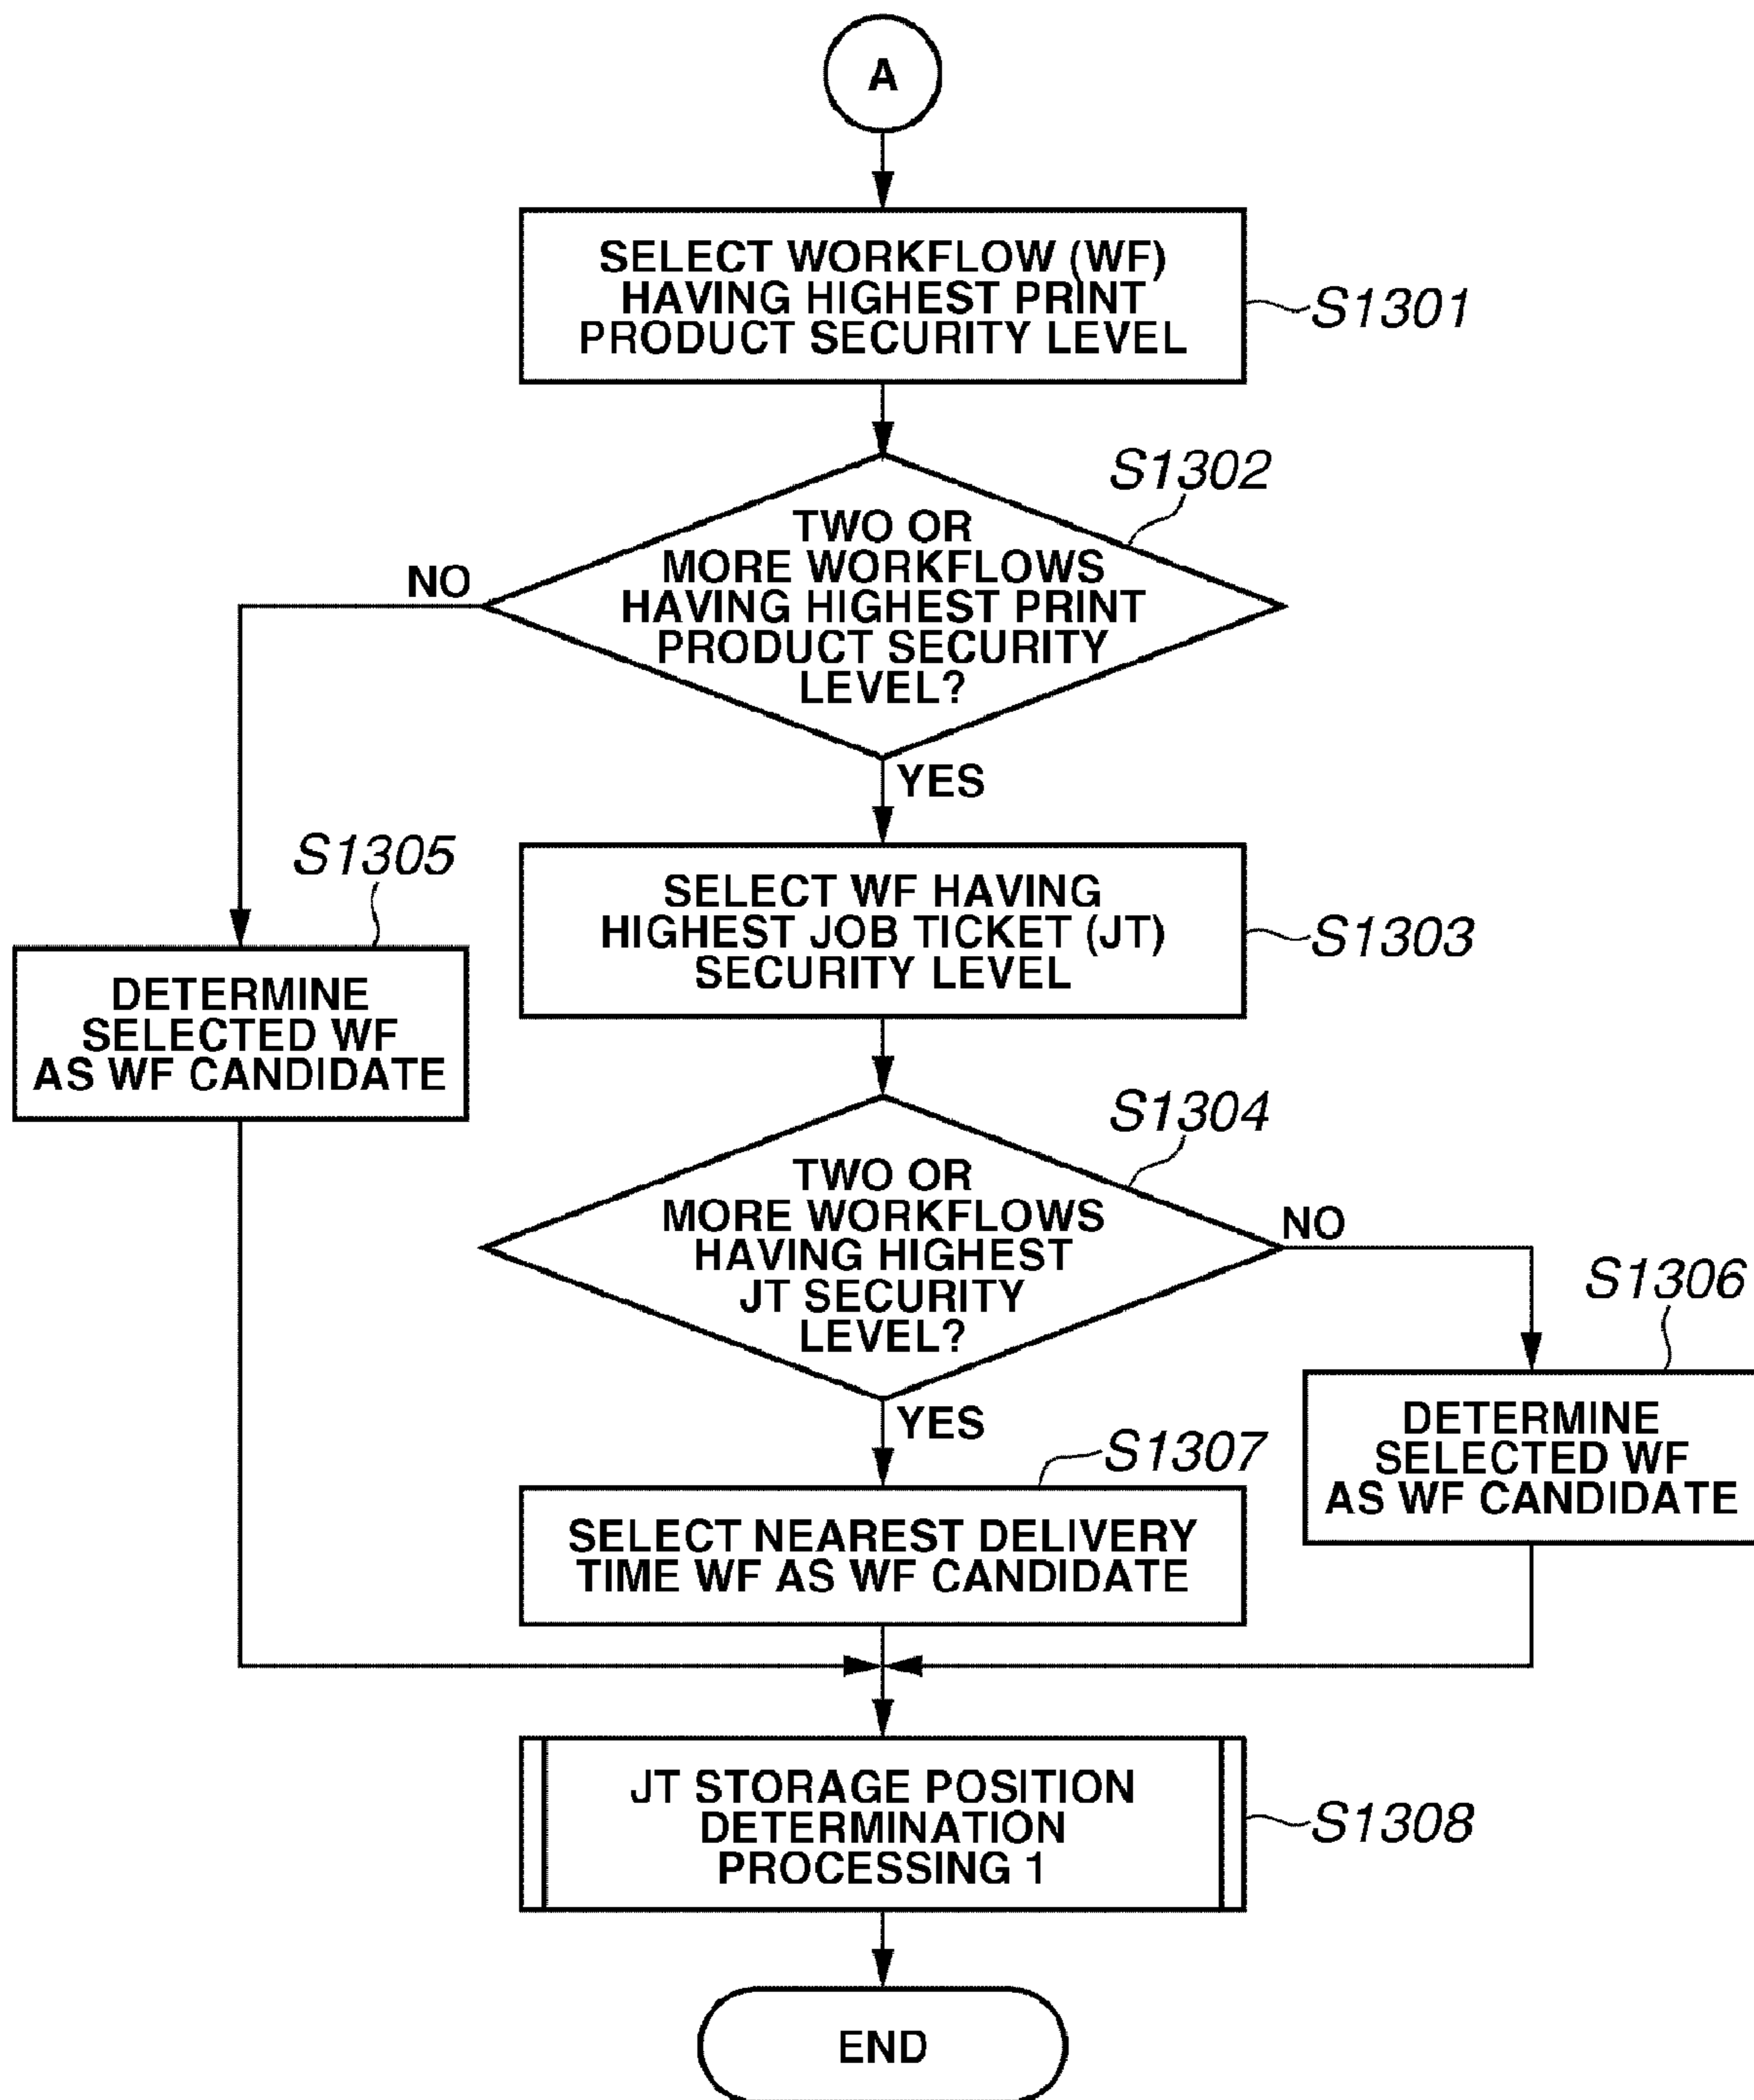 A
SELECT WORKFLOW (WF)
HAVING HIGHEST PRINT
PRODUCT SECURITY LEVEL
S1301
S1302
TWO OR
MORE WORKFLOWS
HAVING HIGHEST PRINT
PRODUCT SECURITY
LEVEL?
NO
YES
S1305
DETERMINE
SELECTED WF
AS WF CANDIDATE
SELECT WF HAVING
HIGHEST JOB TICKET (JT)
SECURITY LEVEL
S1303
S1304
TWO OR
MORE WORKFLOWS
HAVING HIGHEST
JT SECURITY
LEVEL?
NO
YES
S1306
DETERMINE
SELECTED WF
AS WF CANDIDATE
S1307
SELECT NEAREST DELIVERY
TIME WF AS WF CANDIDATE
JT STORAGE POSITION
DETERMINATION
PROCESSING 1
S1308
END